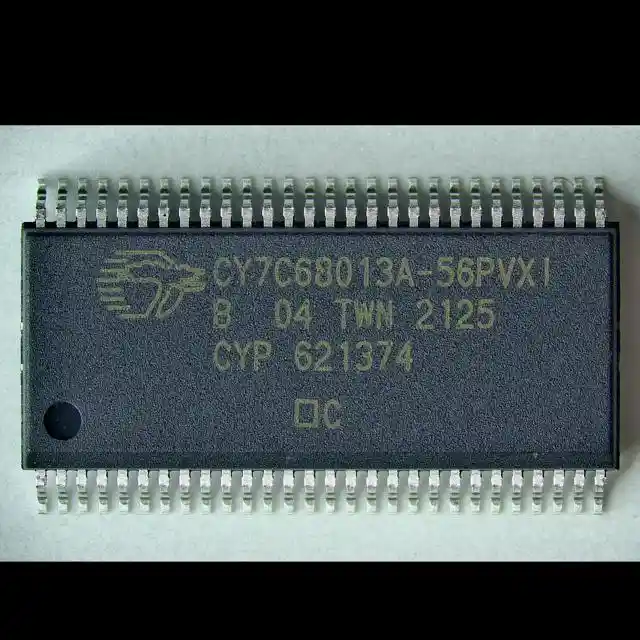 CY7C68013A-56PVXI
B 04 TWN 2125
CYP 621374
C